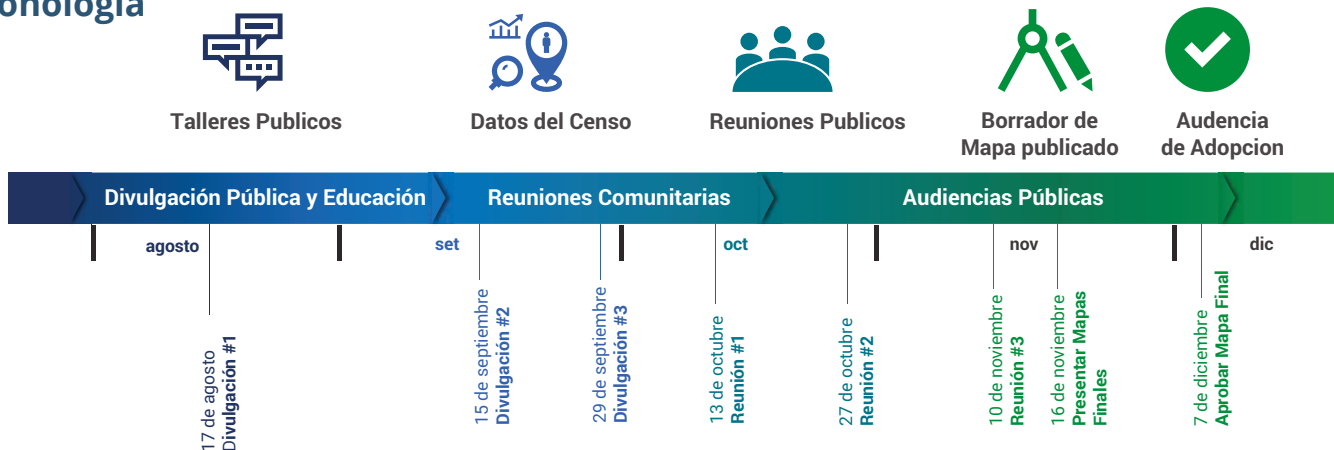 onología
Talleres Publicos
Datos del Censo
Reuniones Publicos
Borrador de
Mapa publicado
Audencia
de Adopcion
Divulgación Pública y Educación
Reuniones Comunitarias
Audiencias Públicas
agosto
set
oct
nov
dic
17 de agosto
Divulgación #1
15 de septiembre
Divulgación #2
29 de septiembre
Divulgación #3
13 de octubre
Reunión #1
27 de octubre
Reunión #2
10 de noviembre
Reunión #3
16 de noviembre
Presentar Mapas
Finales
7 de diciembre
Aprobar Mapa Final